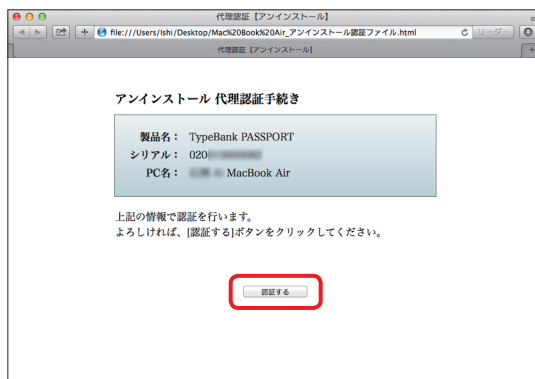 代理認証【アンインストール】
file:///Users/Ishi/Desktop/Mac%20Book%20Air_アンインストール認証ファイル.html
リーダー
代理認証【アンインストール】
アンインストール 代理認証手続き
製品名： TypeBank PASSPORT
シリアル： 020
PC名： MacBook Air
上記の情報で認証を行います。
よろしければ、[認証する]ボタンをクリックしてください。
認証する